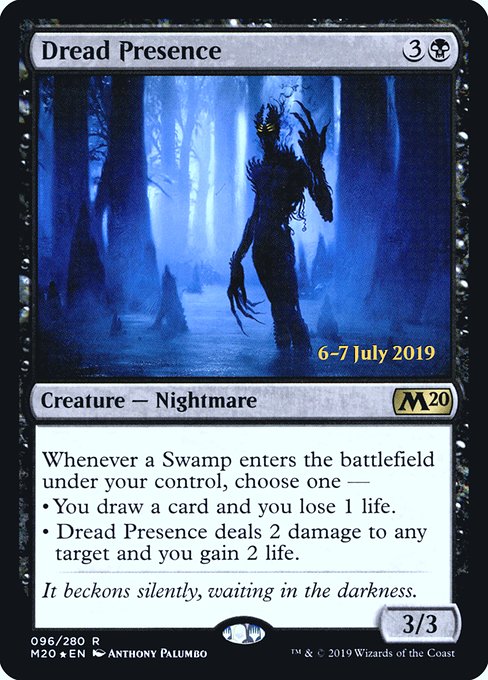 Dread Presence 3
6–7 July 2019
Creature — Nightmare
M20
Whenever a Swamp enters the battlefield
under your control, choose one —
• You draw a card and you lose 1 life.
• Dread Presence deals 2 damage to any
target and you gain 2 life.
It beckons silently, waiting in the darkness.
3/3
096/280 R
M20 ★ EN Anthony Palumbo
™ & © 2019 Wizards of the Coast